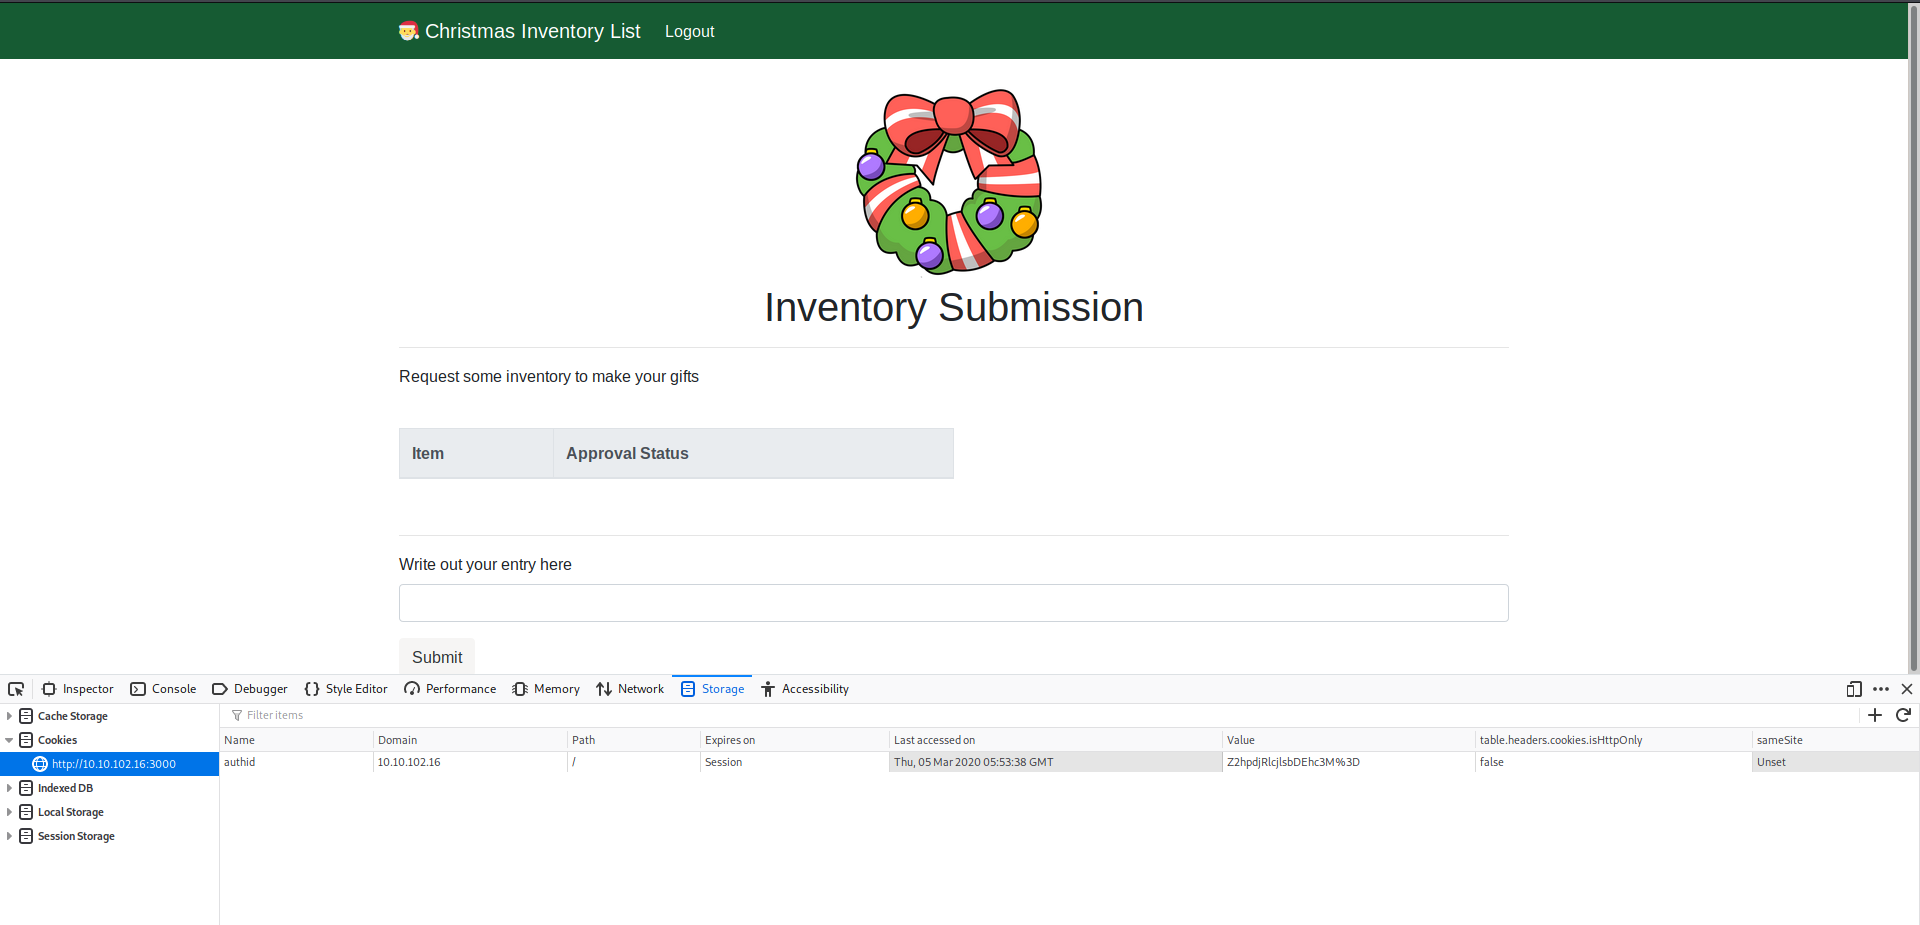 Christmas Inventory List Logout
Inventory Submission
Request some inventory to make your gifts
Item Approval Status
Write out your entry here
Submit
Inspector Console Debugger Style Editor Performance Memory Network Storage Accessibility
Cache Storage
Cookies
http://10.10.102.16:3000
Indexed DB
Local Storage
Session Storage
Filter items
Name Domain Path Expires on Last accessed on Value table.headers.cookies.isHttpOnly sameSite
authid 10.10.102.16 / Session Thu, 05 Mar 2020 05:53:38 GMT Z2hpdjRlcjlsbDEhc3M%3D false Unset